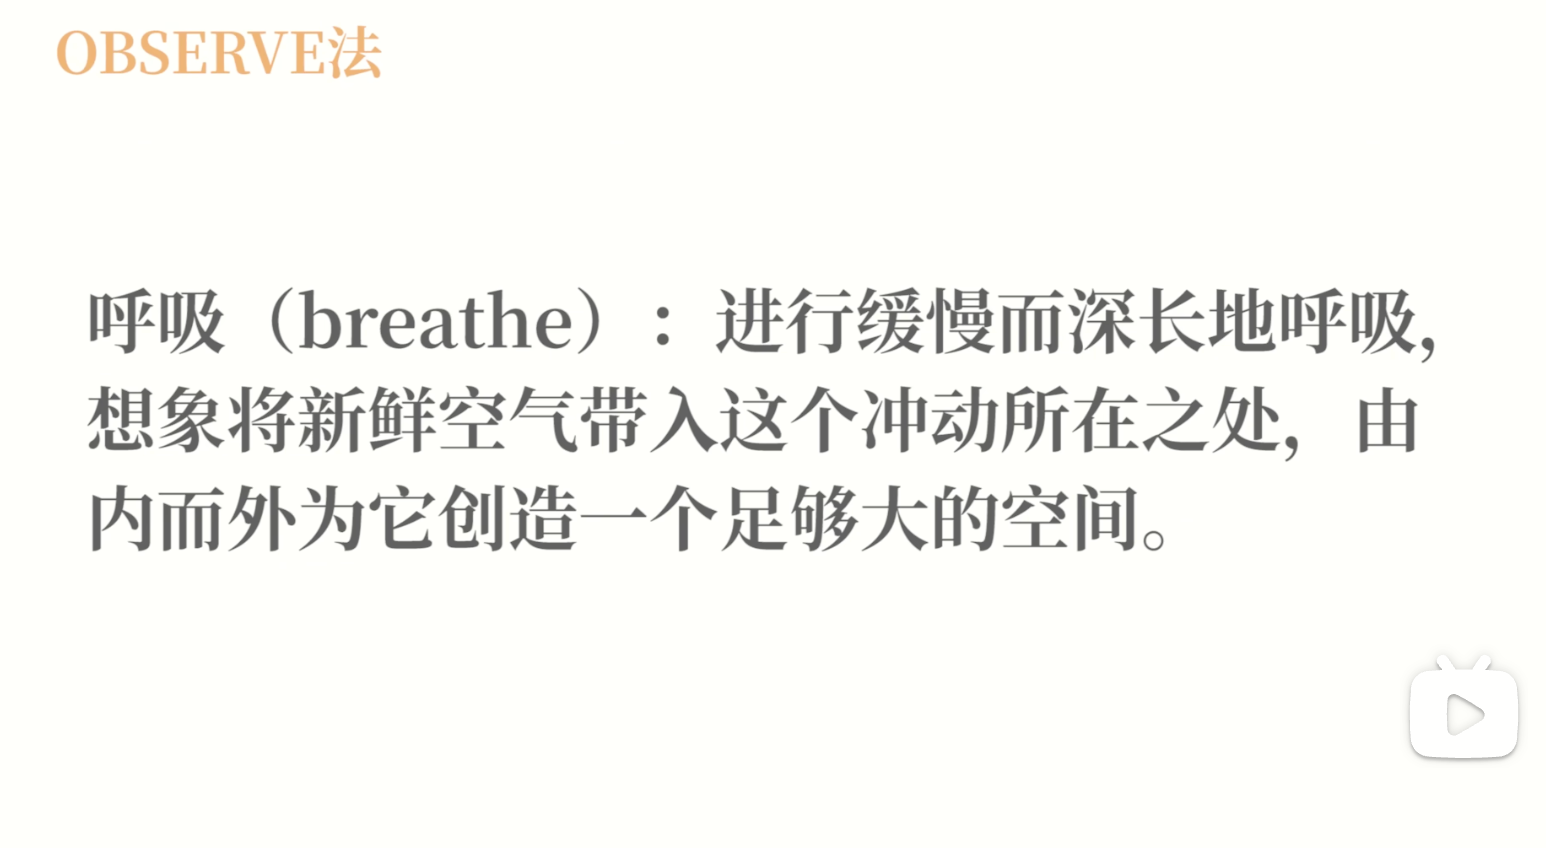 OBSERVE法
呼吸（breathe）：进行缓慢而深长地呼吸，
想象将新鲜空气带入这个冲动所在之处，由
内而外为它创造一个足够大的空间。